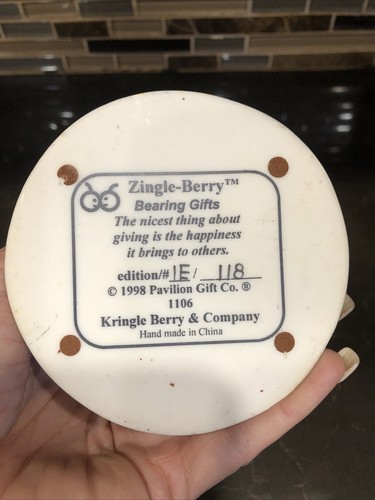 Zingle-Berry™
Bearing Gifts
The nicest thing about
giving is the happiness
it brings to others.
edition/# 1E / 118
© 1998 Pavilion Gift Co. ®
1106
Kringle Berry & Company
Hand made in China